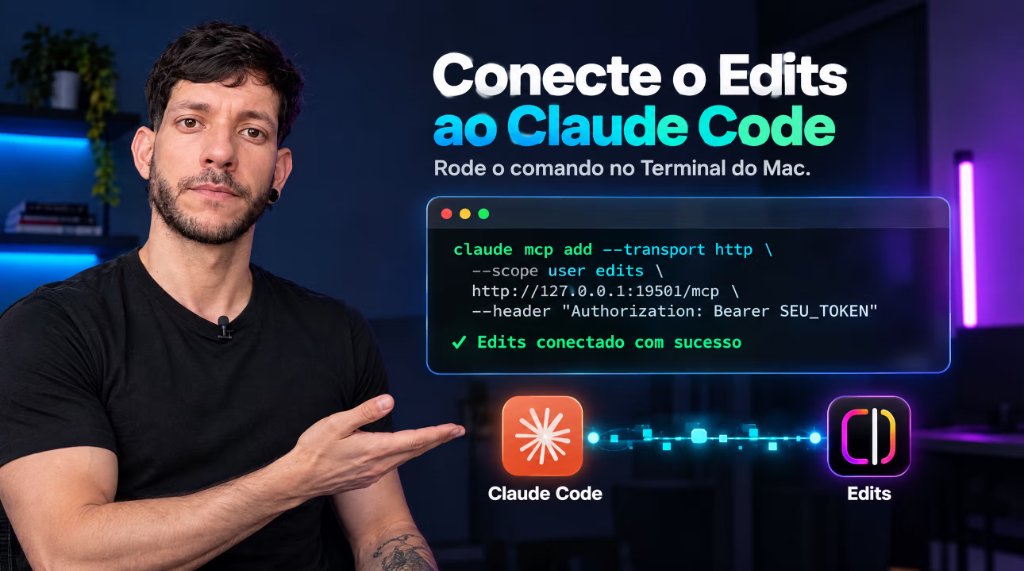 Conecte o Edits
ao Claude Code
Rode o comando no Terminal do Mac.
claude mcp add --transport http \
--scope user edits \
http://127.0.0.1:19501/mcp \
--header "Authorization: Bearer SEU_TOKEN"
✓ Edits conectado com sucesso
Claude Code
Edits